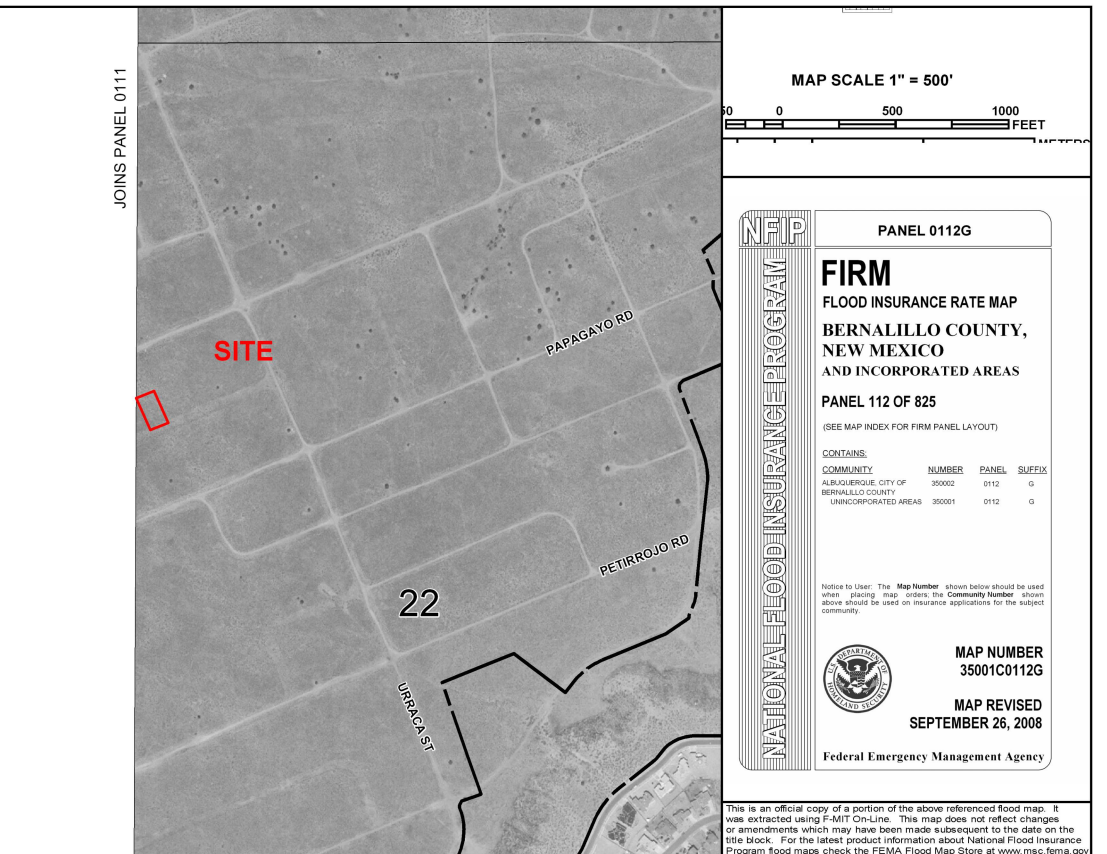 JOINS PANEL 0111
SITE
PAPAGAYO RD
PETIRROJO RD
22
URRACA ST
MAP SCALE 1" = 500'
0 500 1000
FEET
NFIP
NATIONAL FLOOD INSURANCE PROGRAM
PANEL 0112G
FIRM
FLOOD INSURANCE RATE MAP
BERNALILLO COUNTY,
NEW MEXICO
AND INCORPORATED AREAS
PANEL 112 OF 825
(SEE MAP INDEX FOR FIRM PANEL LAYOUT)
CONTAINS:
COMMUNITY NUMBER PANEL SUFFIX
ALBUQUERQUE, CITY OF 350002 0112 G
BERNALILLO COUNTY
UNINCORPORATED AREAS 350001 0112 G
Notice to User: The Map Number shown below should be used
when placing map orders; the Community Number shown
above should be used on insurance applications for the subject
community.
U.S. DEPARTMENT OF HOMELAND SECURITY
MAP NUMBER
35001C0112G
MAP REVISED
SEPTEMBER 26, 2008
Federal Emergency Management Agency
This is an official copy of a portion of the above referenced flood map. It
was extracted using F-MIT On-Line. This map does not reflect changes
or amendments which may have been made subsequent to the date on the
title block. For the latest product information about National Flood Insurance
Program flood maps check the FEMA Flood Map Store at www.msc.fema.gov